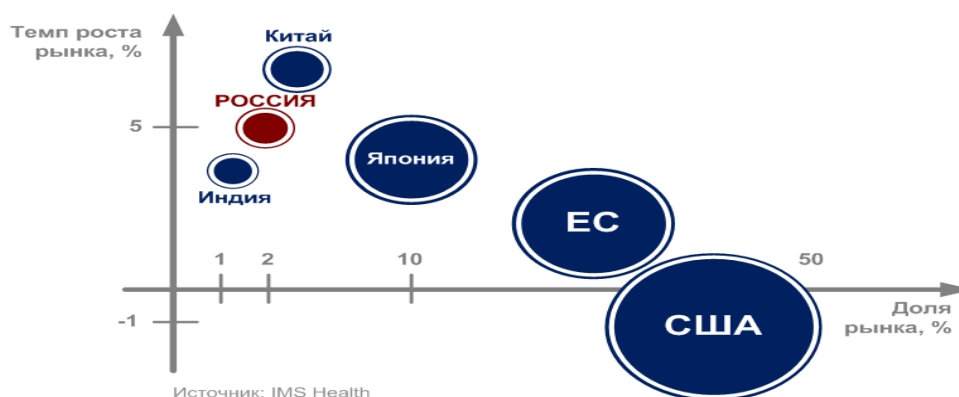 Темп роста
рынка, %
Китай
РОССИЯ
5
Япония
Индия
ЕС
1
2
10
50
-1
США
Доля
рынка, %
Источник: IMS Health